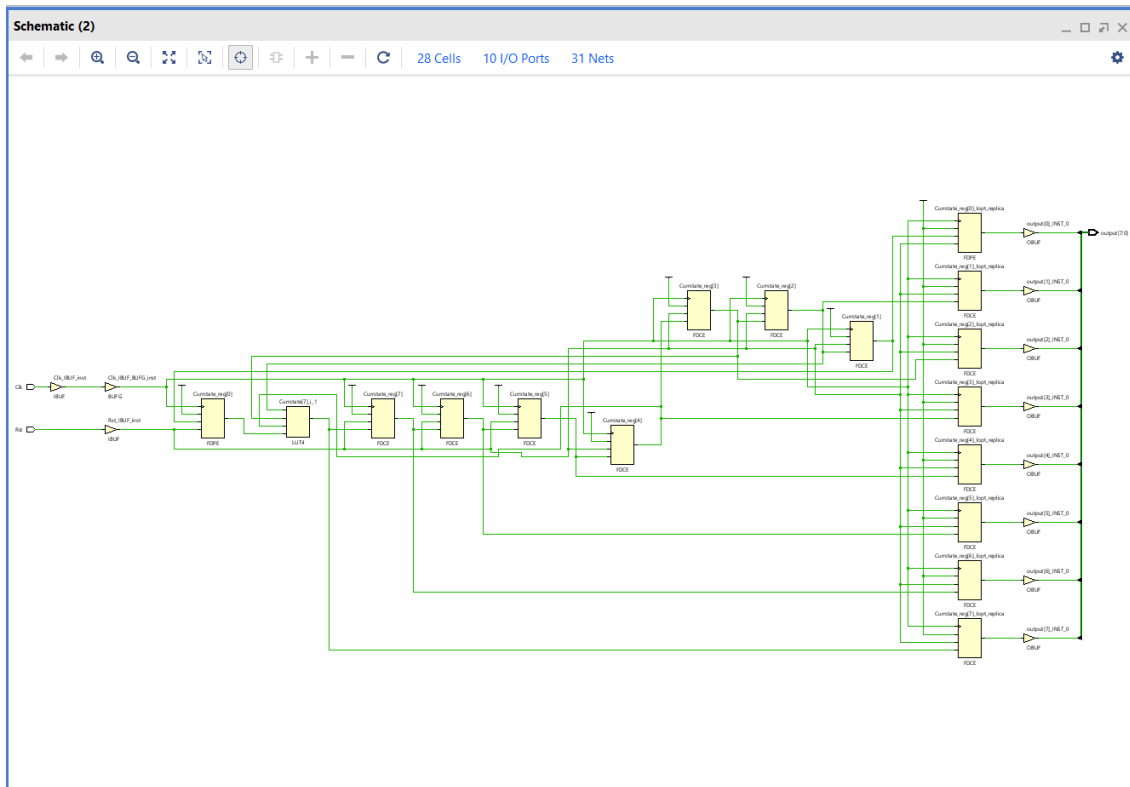 Schematic (2)
28 Cells 10 I/O Ports 31 Nets
Currstate_reg[0]_lopt_replica
FDPE
output[0]_INST_0
OBUF
output[7:0]
Currstate_reg[1]_lopt_replica
FDCE
output[1]_INST_0
OBUF
Currstate_reg[2]_lopt_replica
FDCE
output[2]_INST_0
OBUF
Currstate_reg[3]_lopt_replica
FDCE
output[3]_INST_0
OBUF
Currstate_reg[4]_lopt_replica
FDCE
output[4]_INST_0
OBUF
Currstate_reg[5]_lopt_replica
FDCE
output[5]_INST_0
OBUF
Currstate_reg[6]_lopt_replica
FDCE
output[6]_INST_0
OBUF
Currstate_reg[7]_lopt_replica
FDCE
output[7]_INST_0
OBUF
Currstate_reg[3]
FDCE
Currstate_reg[2]
FDCE
Currstate_reg[1]
FDCE
Clk
Clk_IBUF_inst
IBUF
Clk_IBUF_BUFG_inst
BUFG
Rst
Rst_IBUF_inst
IBUF
Currstate_reg[0]
FDPE
Currstate[7]_i_1
LUT4
Currstate_reg[7]
FDCE
Currstate_reg[6]
FDCE
Currstate_reg[5]
FDCE
Currstate_reg[4]
FDCE